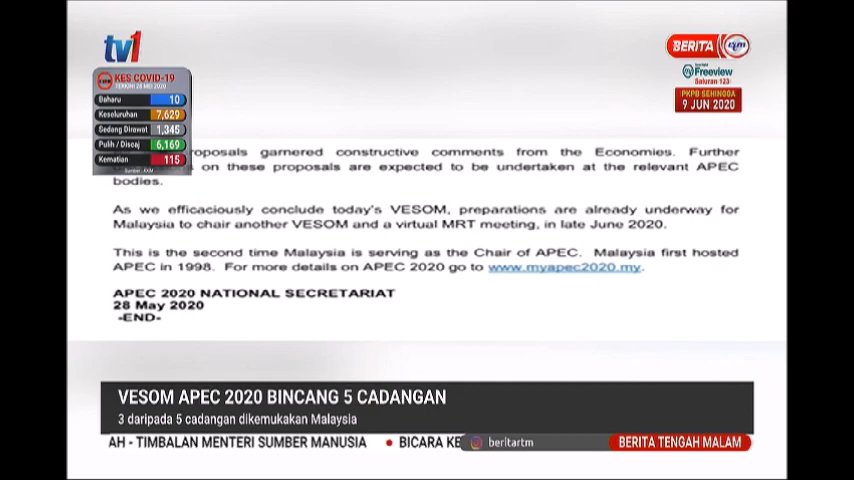 tv1
BERITA rtm
Freeview
Saluran 123
PKPB SEHINGGA
9 JUN 2020
KES COVID-19
TERKINI 28 MEI 2020
Baharu 10
Keseluruhan 7,629
Sedang Dirawat 1,345
Pulih / Discaj 6,169
Kematian 115
Sumber : KKM
garnered constructive comments from the Economies. Further
on these proposals are expected to be undertaken at the relevant APEC
bodies.
As we efficaciously conclude today's VESOM, preparations are already underway for
Malaysia to chair another VESOM and a virtual MRT meeting, in late June 2020.
This is the second time Malaysia is serving as the Chair of APEC. Malaysia first hosted
APEC in 1998. For more details on APEC 2020 go to www.myapec2020.my.
APEC 2020 NATIONAL SECRETARIAT
28 May 2020
-END-
VESOM APEC 2020 BINCANG 5 CADANGAN
3 daripada 5 cadangan dikemukakan Malaysia
AH - TIMBALAN MENTERI SUMBER MANUSIA • BICARA KE
beritartm
BERITA TENGAH MALAM